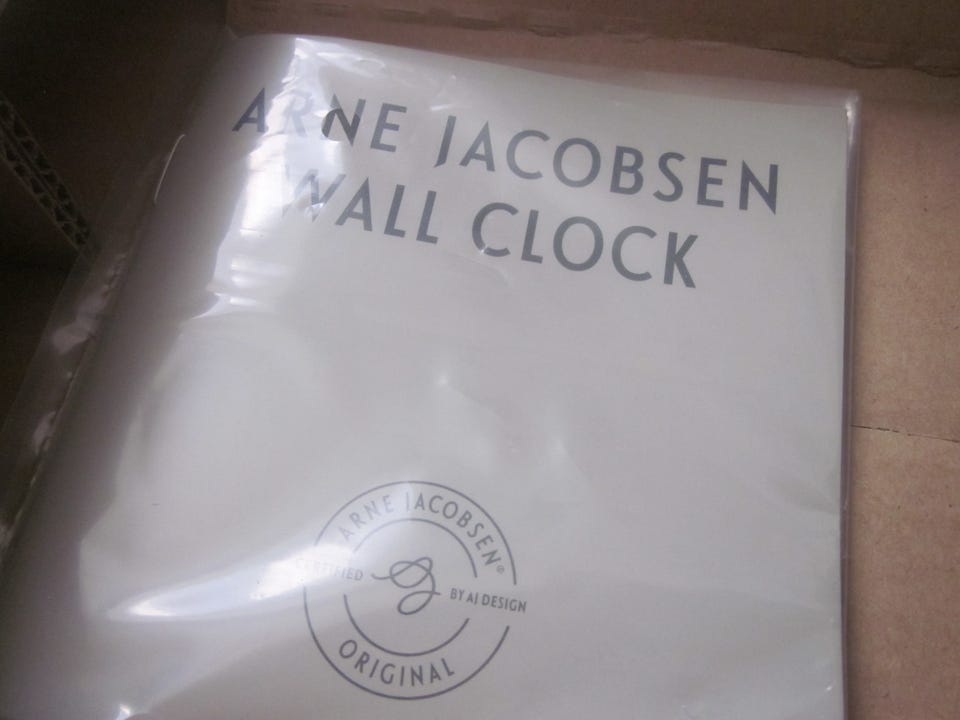 ARNE JACOBSEN
WALL CLOCK
ARNE JACOBSEN®
CERTIFIED
BY AJ DESIGN
ORIGINAL